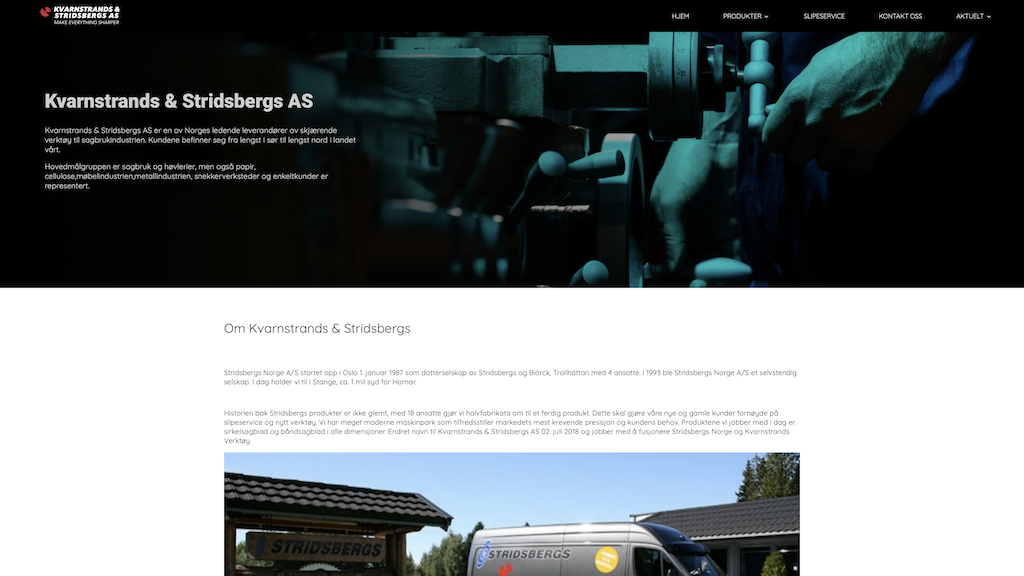 KVARNSTRANDS &
STRIDSBERGS AS
MAKE EVERYTHING SHARPER
HJEM
PRODUKTER
SLIPESERVICE
KONTAKT OSS
AKTUELT
Kvarnstrands & Stridsbergs AS
Kvarnstrands & Stridsbergs AS er en av Norges ledende leverandører av skjærende
verktøy til sagbrukindustrien. Kundene befinner seg fra lengst i sør til lengst nord i landet
vårt.
Hovedmålgruppen er sagbruk og høvlerier, men også papir,
cellulose,møbelindustrien,metallindustrien, snekkerverksteder og enkeltkunder er
representert.
Om Kvarnstrands & Stridsbergs
Stridsbergs Norge A/S startet opp i Oslo 1. januar 1987 som datterselskap av Stridsbergs og Biörck, Trollhättan med 4 ansatte. I 1993 ble Stridsbergs Norge A/S et selvstendig
selskap. I dag holder vi til i Stange, ca. 1 mil syd for Hamar.
Historien bak Stridsbergs produkter er ikke glemt, med 18 ansatte gjør vi halvfabrikata om til et ferdig produkt. Dette skal gjøre våre nye og gamle kunder fornøyde på
slipeservice og nytt verktøy. Vi har meget moderne maskinpark som tilfredsstiller markedets mest krevende presisjon og kundens behov. Produktene vi jobber med i dag er
sirkelsagblad og båndsagblad i alle dimensjoner. Endret navn til Kvarnstrands & Stridsbergs AS 02. juli 2018 og jobber med å fusjonere Stridsbergs Norge og Kvarnstrands
Verktøy
STRIDSBERGS
STRIDSBERGS